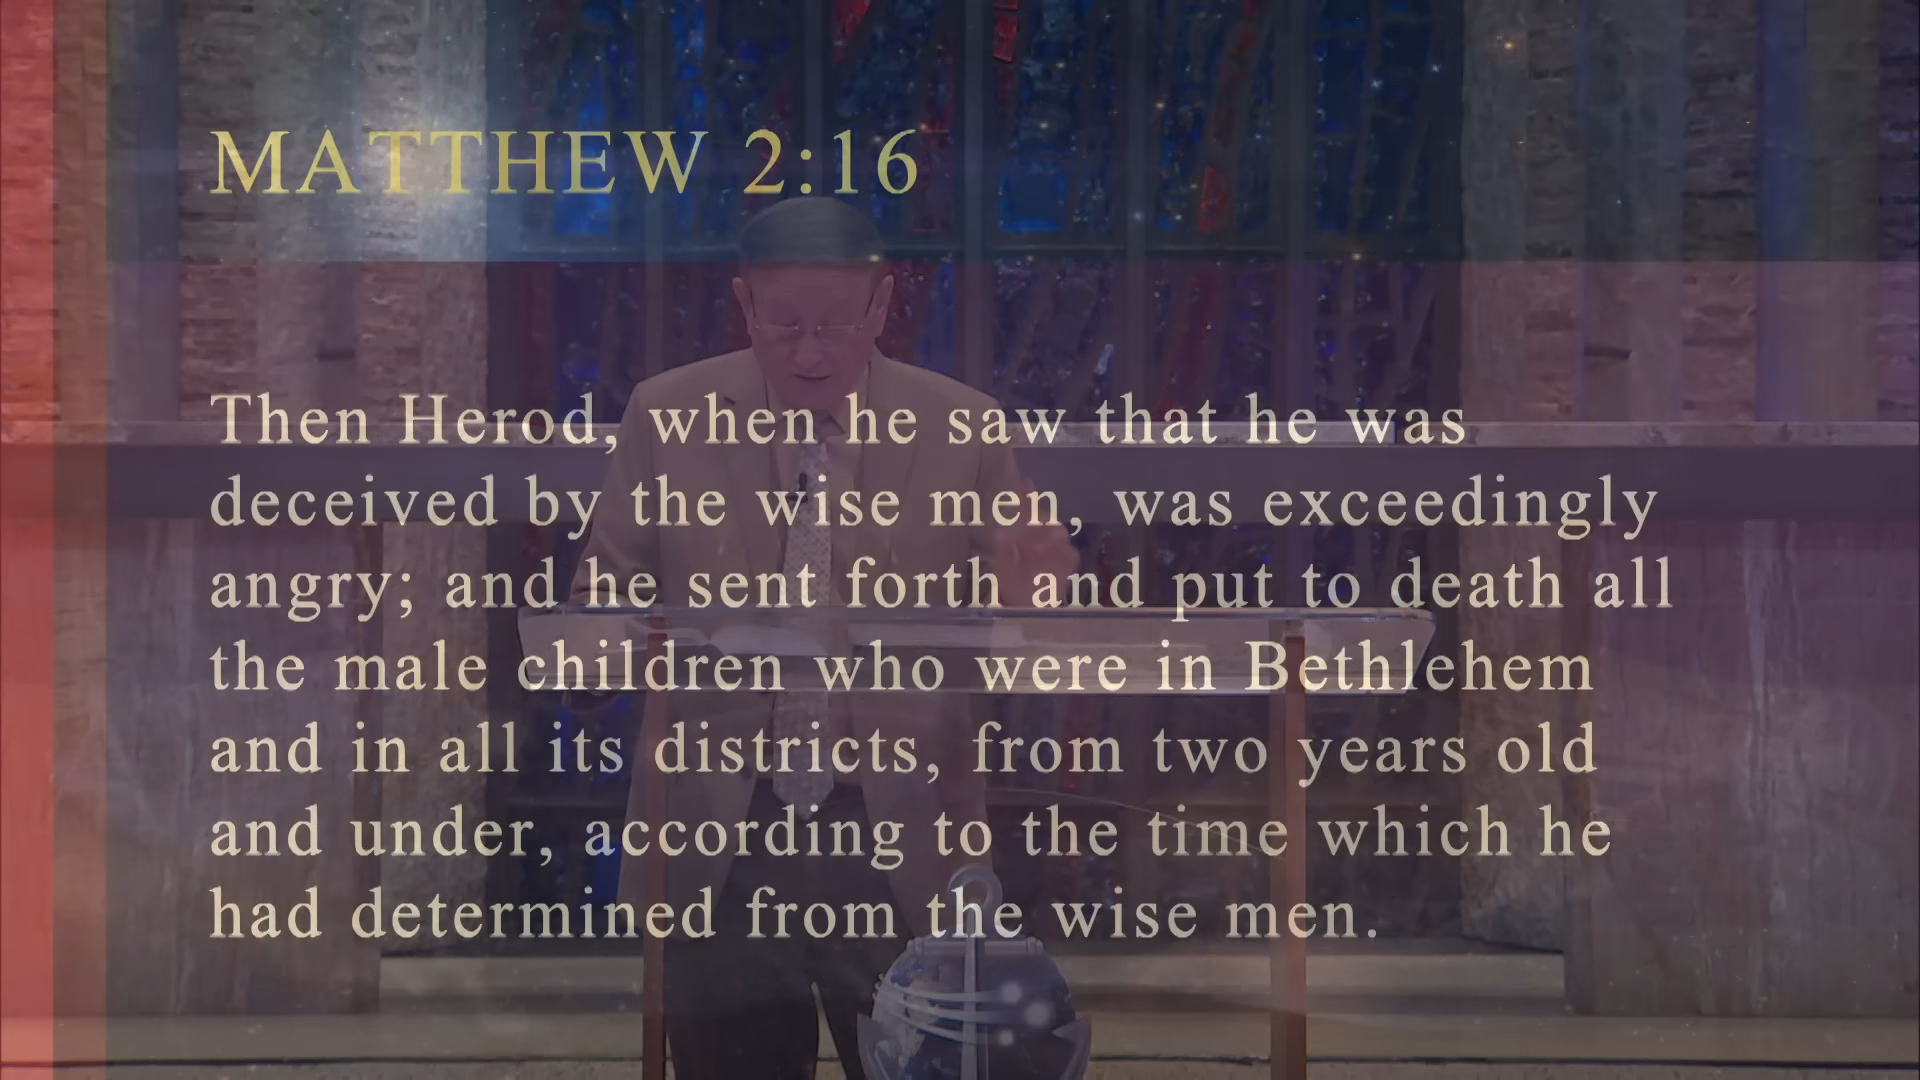 MATTHEW 2:16
Then Herod, when he saw that he was
deceived by the wise men, was exceedingly
angry; and he sent forth and put to death all
the male children who were in Bethlehem
and in all its districts, from two years old
and under, according to the time which he
had determined from the wise men.